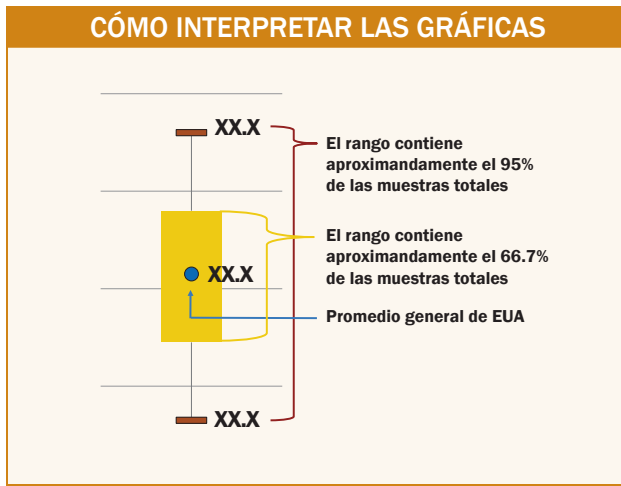 CÓMO INTERPRETAR LAS GRÁFICAS
XX.X
El rango contiene
aproximandamente el 95%
de las muestras totales
El rango contiene
aproximandamente el 66.7%
de las muestras totales
XX.X
Promedio general de EUA
XX.X